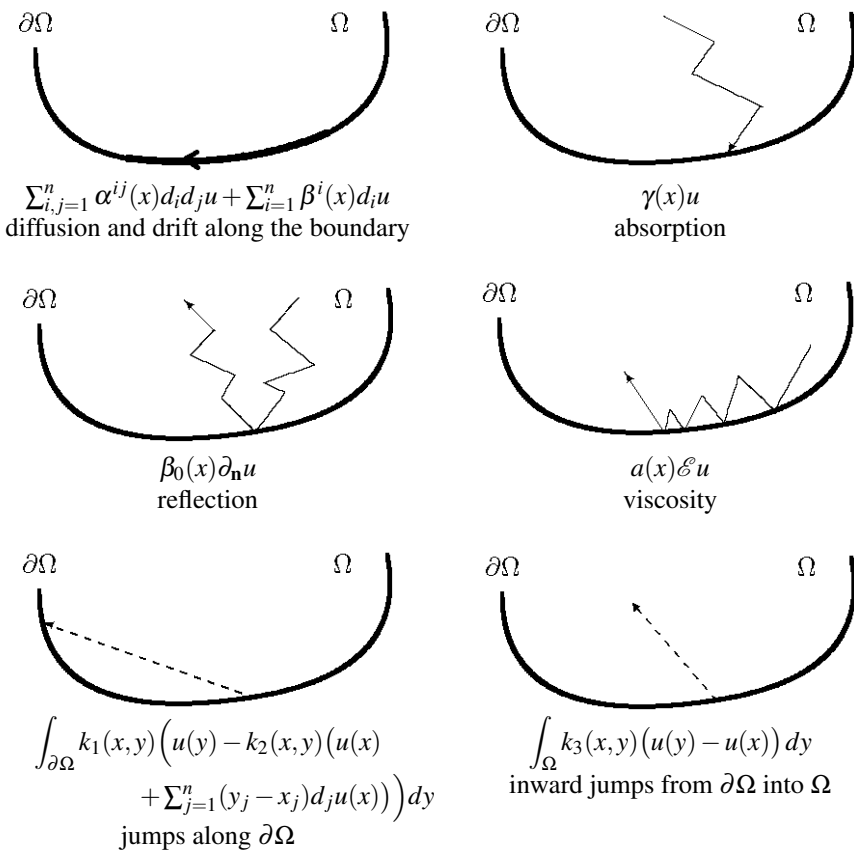 ∂Ω Ω
∑_{i,j=1}^n α^{ij}(x)d_i d_j u + ∑_{i=1}^n β^i(x)d_i u
diffusion and drift along the boundary
∂Ω Ω
γ(x)u
absorption
∂Ω Ω
β_0(x)∂_𝐧 u
reflection
∂Ω Ω
a(x)ℰu
viscosity
∂Ω Ω
∫_{∂Ω} k_1(x,y)(u(y) − k_2(x,y)(u(x)
+ ∑_{j=1}^n (y_j − x_j)d_j u(x)))dy
jumps along ∂Ω
∂Ω Ω
∫_Ω k_3(x,y)(u(y) − u(x))dy
inward jumps from ∂Ω into Ω